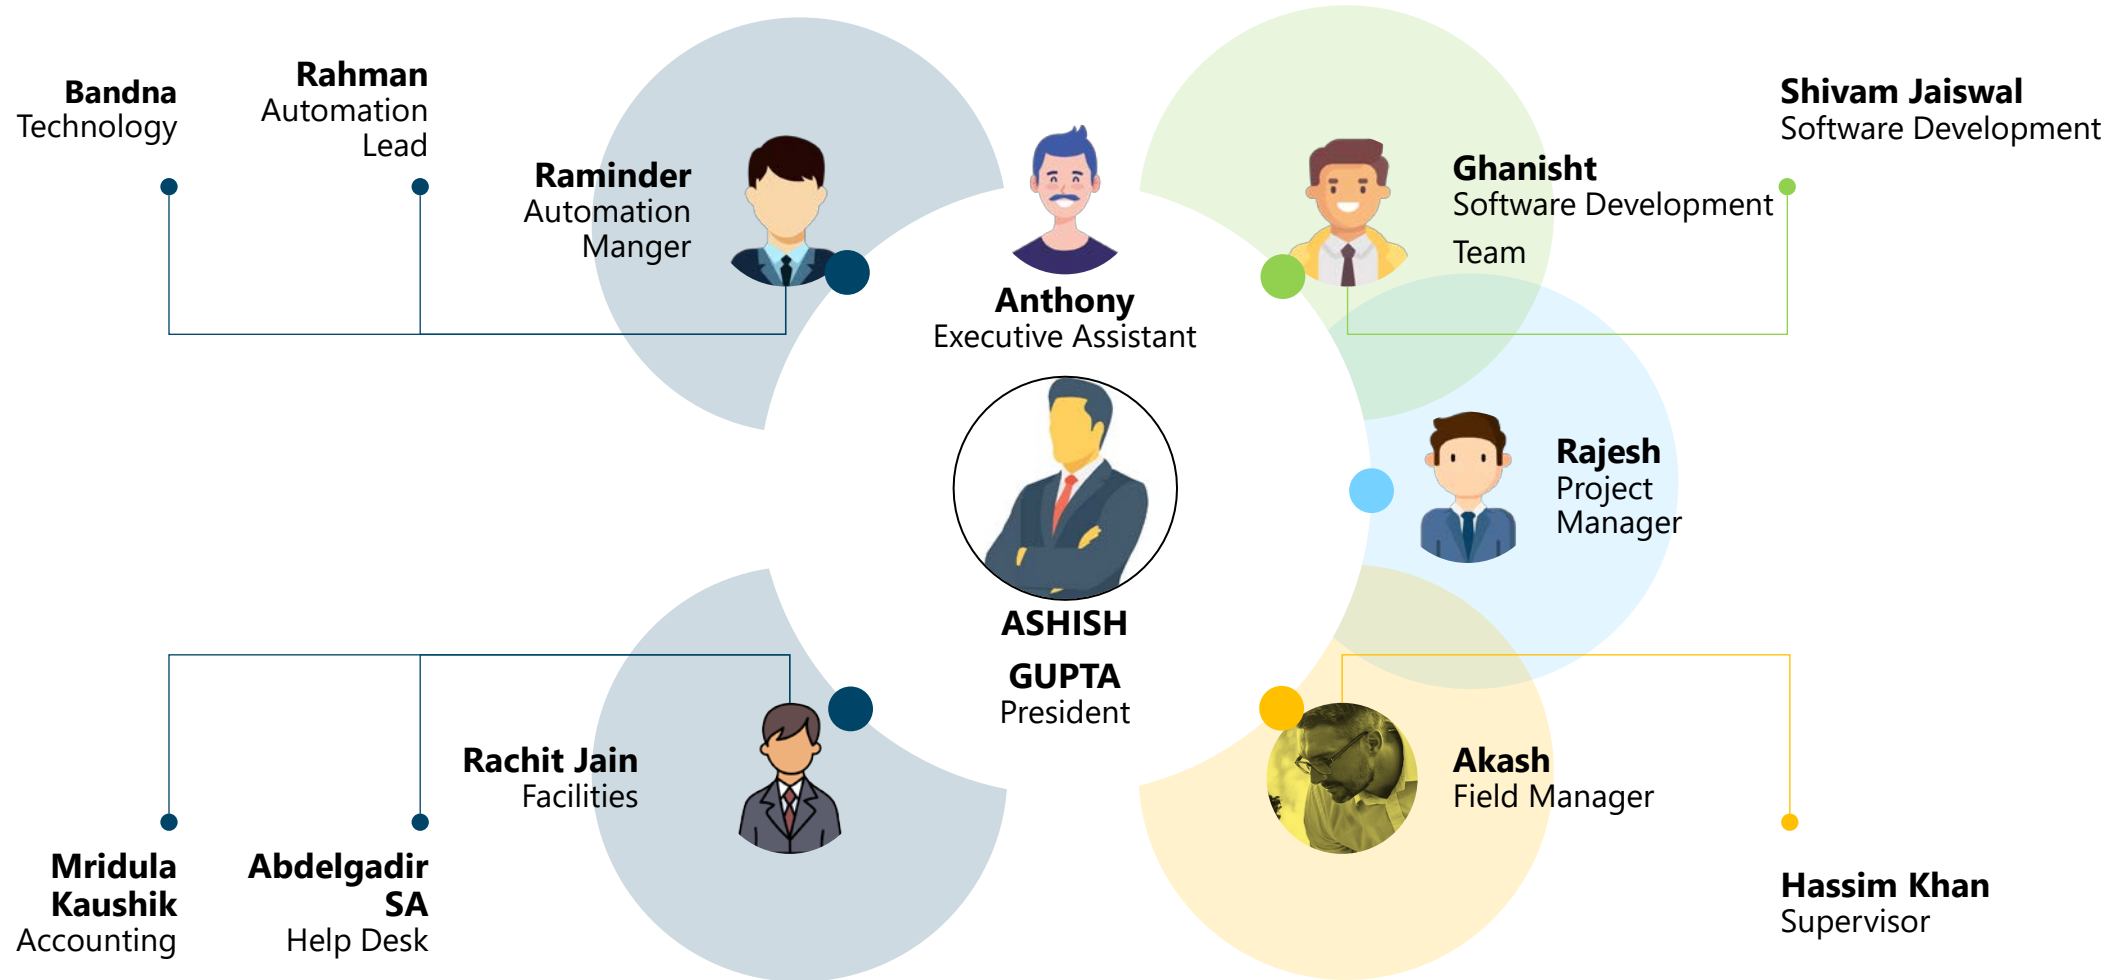 Bandna
Technology
Rahman
Automation
Lead
Raminder
Automation
Manger
Anthony
Executive Assistant
Ghanisht
Software Development
Team
Shivam Jaiswal
Software Development
Rajesh
Project
Manager
ASHISH
GUPTA
President
Rachit Jain
Facilities
Akash
Field Manager
Mridula
Kaushik
Accounting
Abdelgadir
SA
Help Desk
Hassim Khan
Supervisor